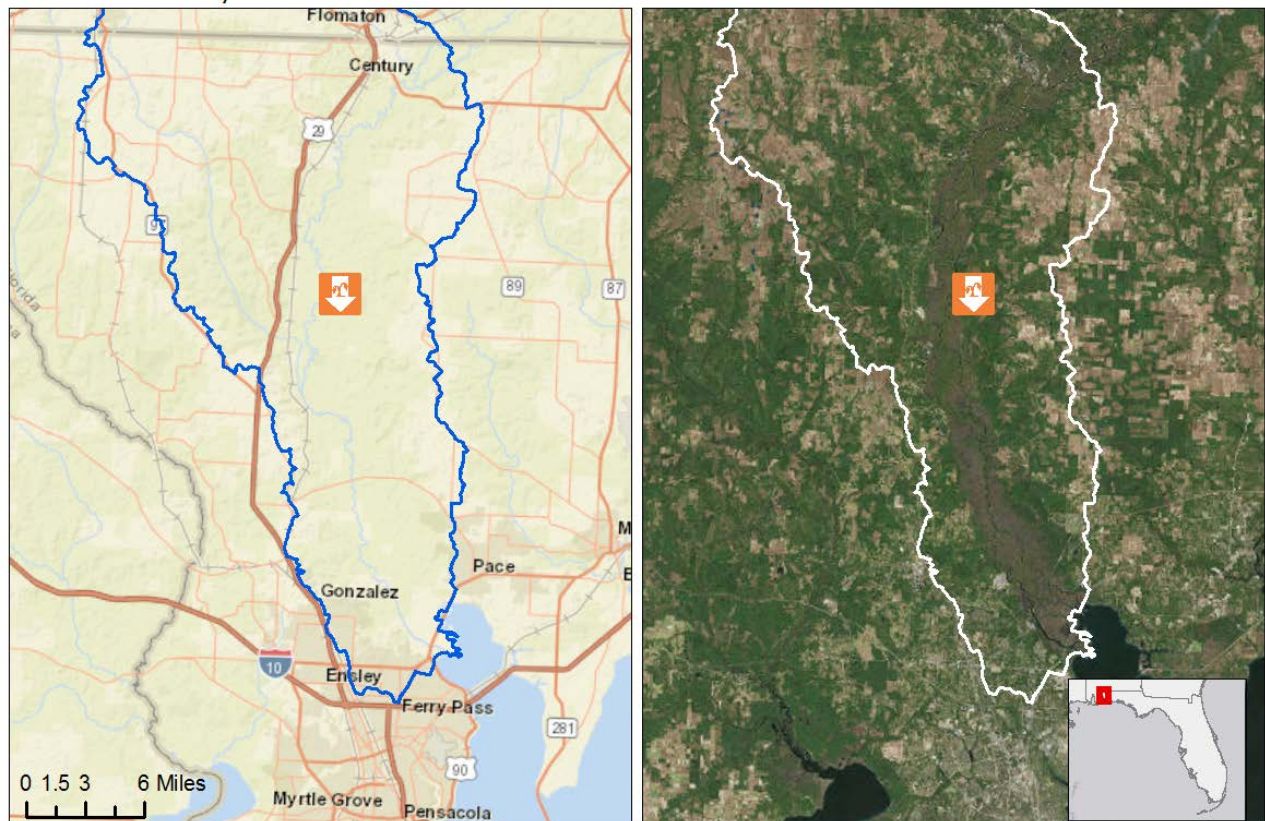 Flomaton
Century
29
97
89
87
Florida
Pace
Gonzalez
10
Ensley
Ferry Pass
281
90
0 1.5 3 6 Miles
Myrtle Grove
Pensacola